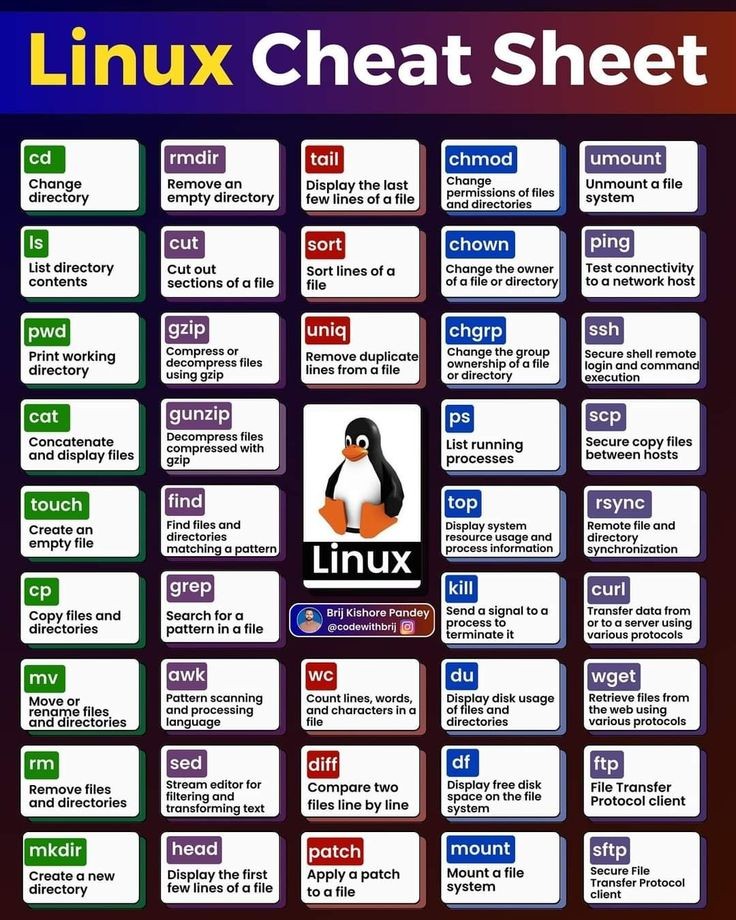 Linux Cheat Sheet
cd
Change
directory
ls
List directory
contents
pwd
Print working
directory
cat
Concatenate
and display files
touch
Create an
empty file
cp
Copy files and
directories
mv
Move or
rename files
and directories
rm
Remove files
and directories
mkdir
Create a new
directory
rmdir
Remove an
empty directory
cut
Cut out
sections of a file
gzip
Compress or
decompress files
using gzip
gunzip
Decompress files
compressed with
gzip
find
Find files and
directories
matching a pattern
grep
Search for a
pattern in a file
awk
Pattern scanning
and processing
language
sed
Stream editor for
filtering and
transforming text
head
Display the first
few lines of a file
tail
Display the last
few lines of a file
sort
Sort lines of a
file
uniq
Remove duplicate
lines from a file
Linux
Brij Kishore Pandey
@codewithbrij
wc
Count lines, words,
and characters in a
file
diff
Compare two
files line by line
patch
Apply a patch
to a file
chmod
Change
permissions of files
and directories
chown
Change the owner
of a file or directory
chgrp
Change the group
ownership of a file
or directory
ps
List running
processes
top
Display system
resource usage and
process information
kill
Send a signal to a
process to
terminate it
du
Display disk usage
of files and
directories
df
Display free disk
space on the file
system
mount
Mount a file
system
umount
Unmount a file
system
ping
Test connectivity
to a network host
ssh
Secure shell remote
login and command
execution
scp
Secure copy files
between hosts
rsync
Remote file and
directory
synchronization
curl
Transfer data from
or to a server using
various protocols
wget
Retrieve files from
the web using
various protocols
ftp
File Transfer
Protocol client
sftp
Secure File
Transfer Protocol
client